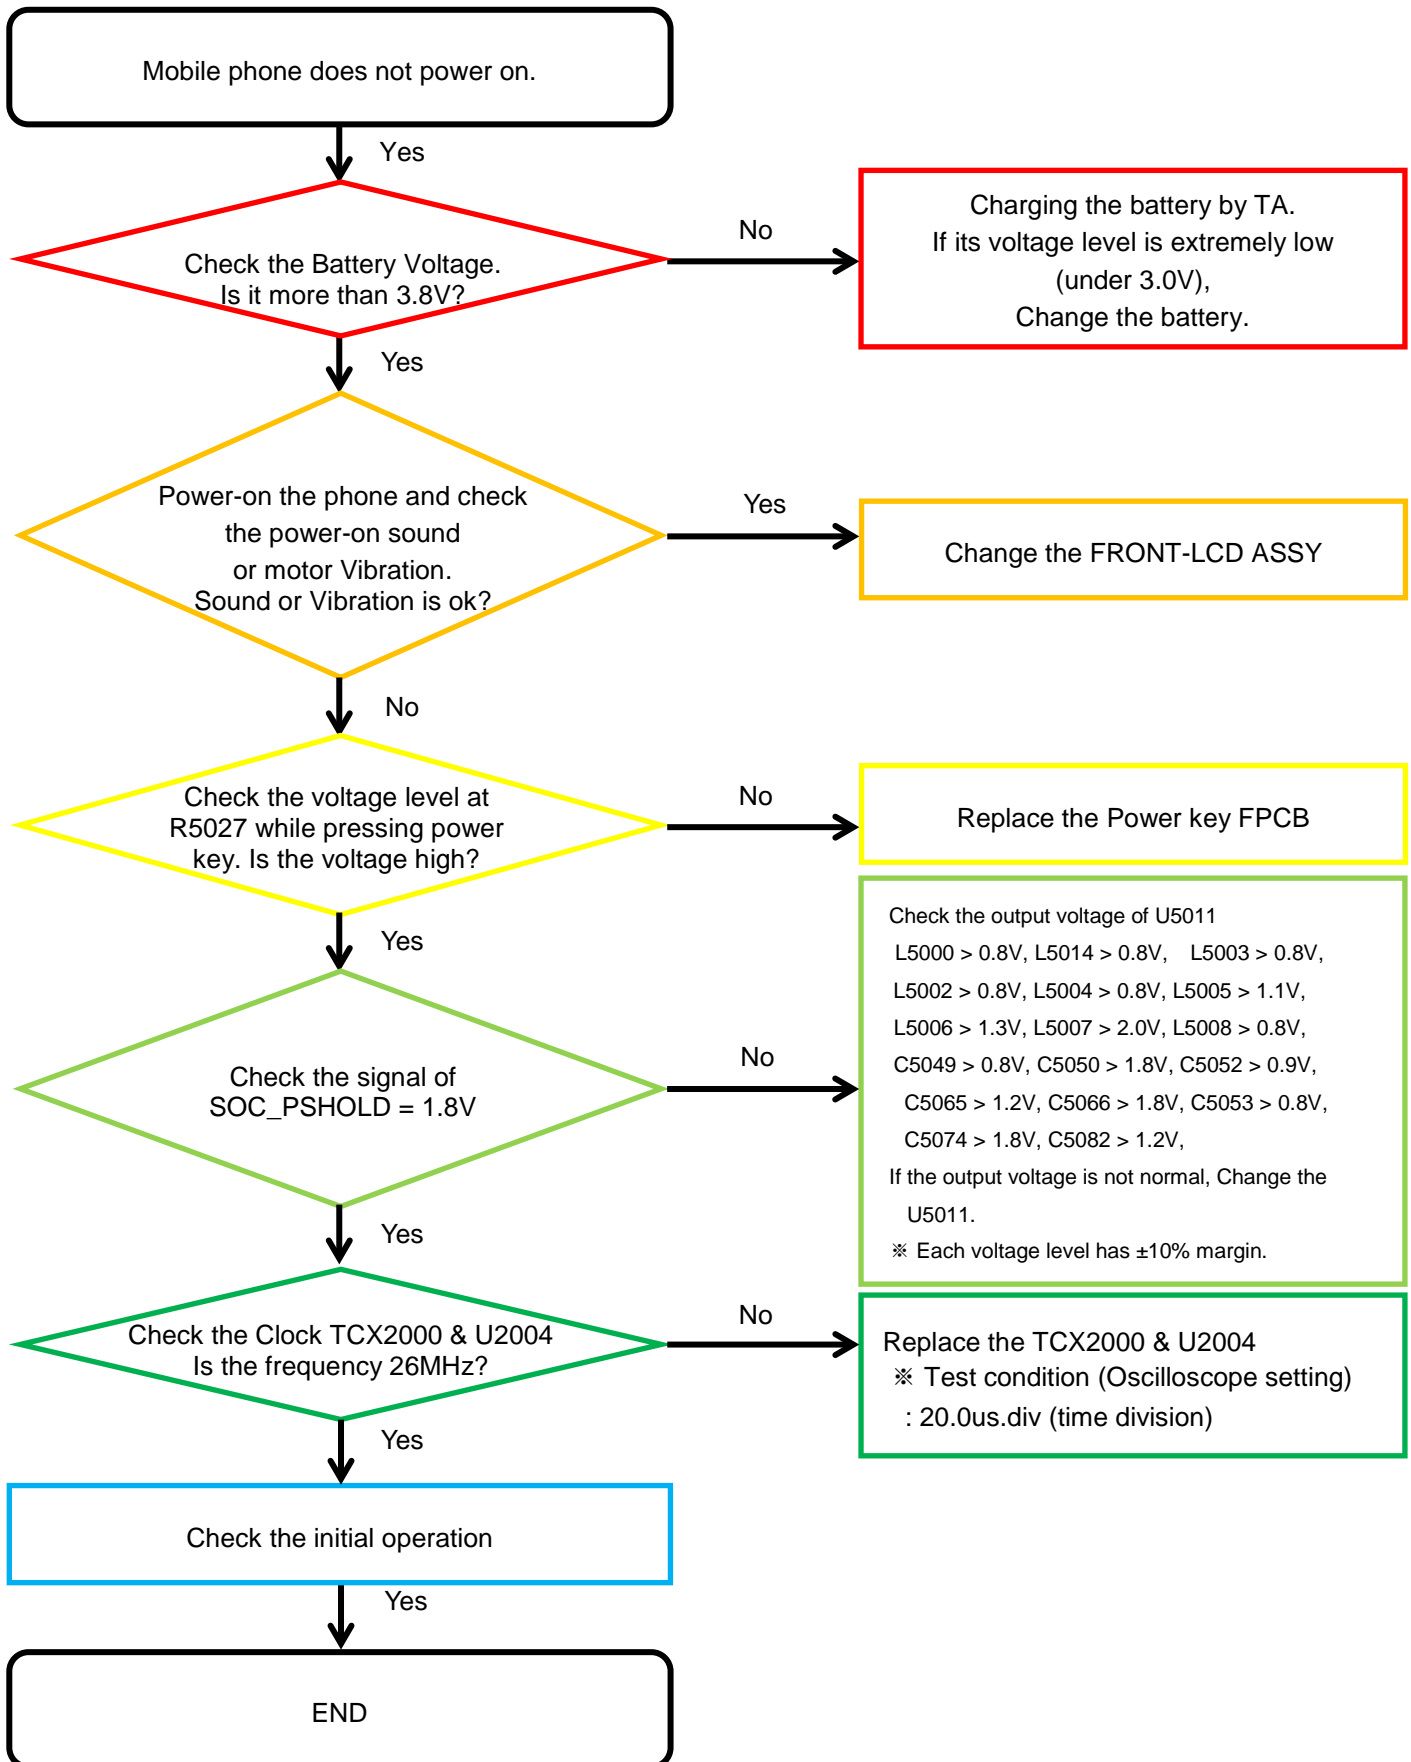 Mobile phone does not power on.
Yes
Check the Battery Voltage.
Is it more than 3.8V?
No
Charging the battery by TA.
If its voltage level is extremely low
(under 3.0V),
Change the battery.
Yes
Power-on the phone and check
the power-on sound
or motor Vibration.
Sound or Vibration is ok?
Yes
Change the FRONT-LCD ASSY
No
Check the voltage level at
R5027 while pressing power
key. Is the voltage high?
No
Replace the Power key FPCB
Yes
Check the signal of
SOC_PSHOLD = 1.8V
No
Check the output voltage of U5011
L5000 > 0.8V, L5014 > 0.8V, L5003 > 0.8V,
L5002 > 0.8V, L5004 > 0.8V, L5005 > 1.1V,
L5006 > 1.3V, L5007 > 2.0V, L5008 > 0.8V,
C5049 > 0.8V, C5050 > 1.8V, C5052 > 0.9V,
C5065 > 1.2V, C5066 > 1.8V, C5053 > 0.8V,
C5074 > 1.8V, C5082 > 1.2V,
If the output voltage is not normal, Change the
U5011.
※ Each voltage level has ±10% margin.
Yes
Check the Clock TCX2000 & U2004
Is the frequency 26MHz?
No
Replace the TCX2000 & U2004
※ Test condition (Oscilloscope setting)
: 20.0us.div (time division)
Yes
Check the initial operation
Yes
END